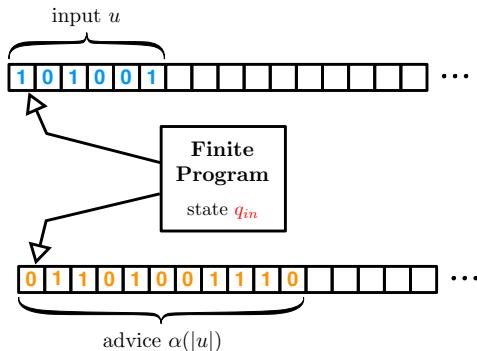 input u
1 0 1 0 0 1 ...
Finite
Program
state q_in
0 1 1 0 1 0 0 1 1 1 0 ...
advice α(|u|)